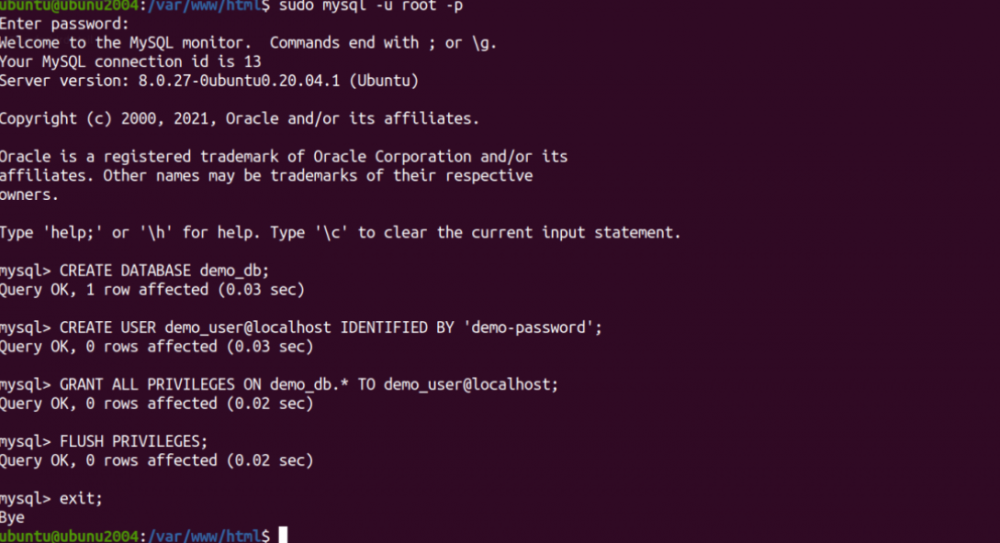 ubuntu@ubunu2004:/var/www/html$ sudo mysql -u root -p
Enter password:
Welcome to the MySQL monitor.  Commands end with ; or \g.
Your MySQL connection id is 13
Server version: 8.0.27-0ubuntu0.20.04.1 (Ubuntu)
Copyright (c) 2000, 2021, Oracle and/or its affiliates.
Oracle is a registered trademark of Oracle Corporation and/or its
affiliates. Other names may be trademarks of their respective
owners.
Type 'help;' or '\h' for help. Type '\c' to clear the current input statement.
mysql> CREATE DATABASE demo_db;
Query OK, 1 row affected (0.03 sec)
mysql> CREATE USER demo_user@localhost IDENTIFIED BY 'demo-password';
Query OK, 0 rows affected (0.03 sec)
mysql> GRANT ALL PRIVILEGES ON demo_db.* TO demo_user@localhost;
Query OK, 0 rows affected (0.02 sec)
mysql> FLUSH PRIVILEGES;
Query OK, 0 rows affected (0.02 sec)
mysql> exit;
Bye
ubuntu@ubunu2004:/var/www/html$